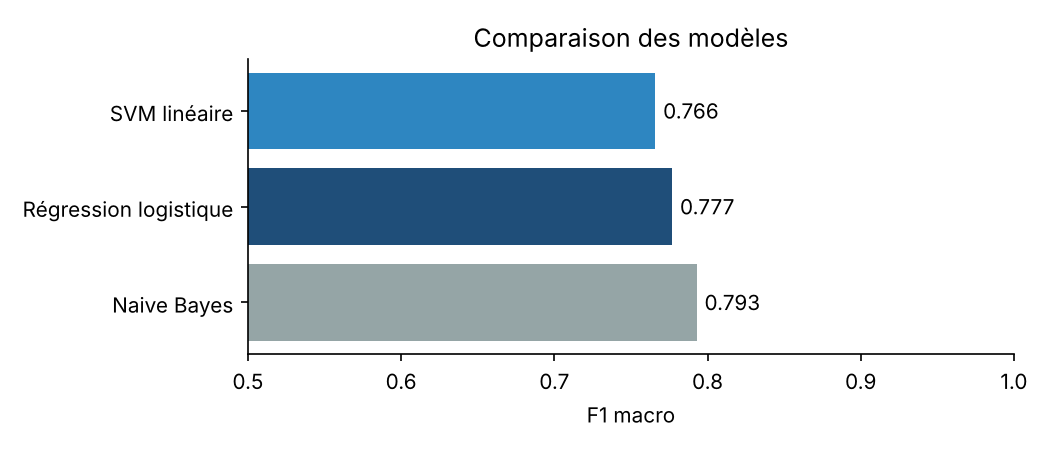 Comparaison des modèles
SVM linéaire
0.766
Régression logistique
0.777
Naive Bayes
0.793
0.5 0.6 0.7 0.8 0.9 1.0
F1 macro